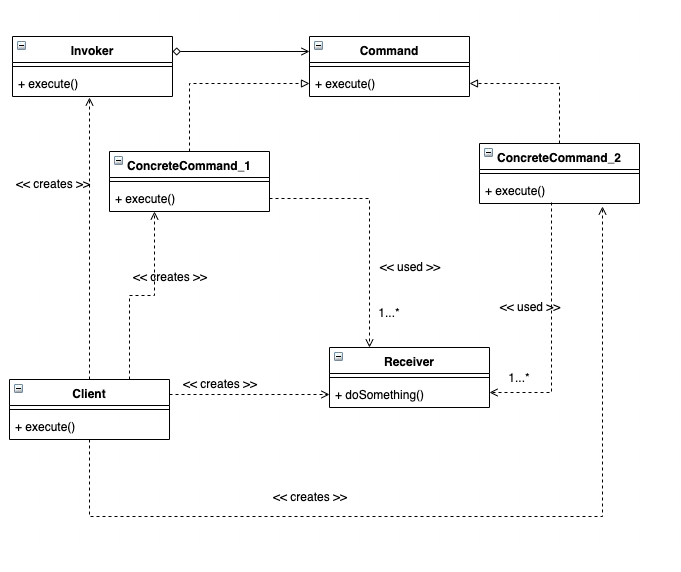 Invoker
+ execute()
Command
+ execute()
ConcreteCommand_1
+ execute()
ConcreteCommand_2
+ execute()
<< creates >>
<< creates >>
<< used >>
<< used >>
1...*
1...*
Receiver
+ doSomething()
Client
+ execute()
<< creates >>
<< creates >>